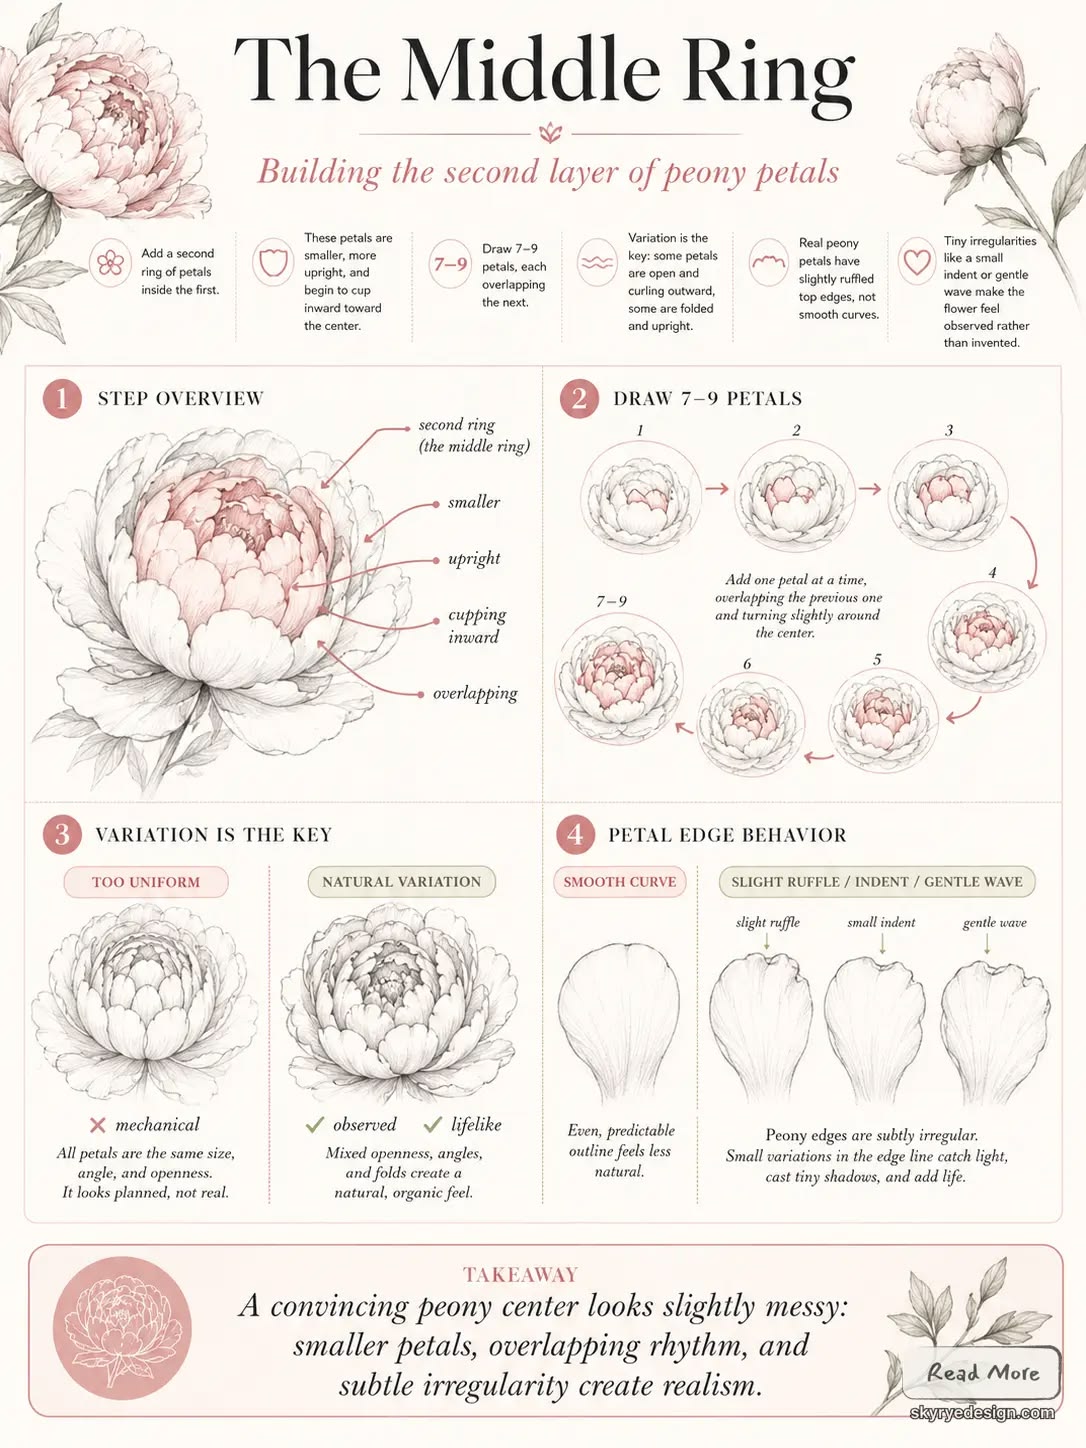 The Middle Ring
Building the second layer of peony petals
Add a second
ring of petals
inside the first.
These petals are
smaller, more
upright, and
begin to cup
inward toward
the center.
7–9
Draw 7–9
petals, each
overlapping
the next.
Variation is the
key: some petals
are open and
curling outward,
some are folded
and upright.
Real peony
petals have
slightly ruffled
top edges, not
smooth curves.
Tiny irregularities
like a small
indent or gentle
wave make the
flower feel
observed rather
than invented.
1 STEP OVERVIEW
second ring
(the middle ring)
smaller
upright
cupping
inward
overlapping
2 DRAW 7–9 PETALS
1
2
3
4
5
6
7–9
Add one petal at a time,
overlapping the previous one
and turning slightly around
the center.
3 VARIATION IS THE KEY
TOO UNIFORM
mechanical
All petals are the same size,
angle, and openness.
It looks planned, not real.
NATURAL VARIATION
observed
lifelike
Mixed openness, angles,
and folds create a
natural, organic feel.
4 PETAL EDGE BEHAVIOR
SMOOTH CURVE
Even, predictable
outline feels less
natural.
SLIGHT RUFFLE / INDENT / GENTLE WAVE
slight ruffle
small indent
gentle wave
Peony edges are subtly irregular.
Small variations in the edge line catch light,
cast tiny shadows, and add life.
TAKEAWAY
A convincing peony center looks slightly messy:
smaller petals, overlapping rhythm, and
subtle irregularity create realism.
Read More
skyryedesign.com